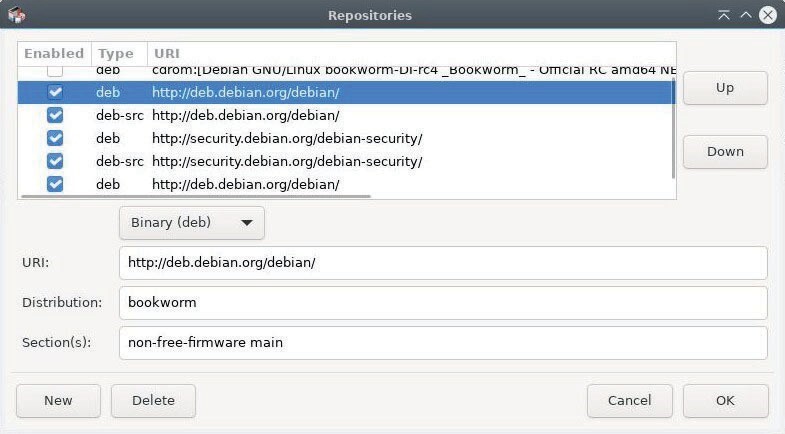 Repositories
Enabled Type URI
deb cdrom:[Debian GNU/Linux bookworm-DI-rc4 _Bookworm_ - Official RC amd64 NE
deb http://deb.debian.org/debian/
deb-src http://deb.debian.org/debian/
deb http://security.debian.org/debian-security/
deb-src http://security.debian.org/debian-security/
deb http://deb.debian.org/debian/
Up
Down
Binary (deb)
URI: http://deb.debian.org/debian/
Distribution: bookworm
Section(s): non-free-firmware main
New Delete Cancel OK